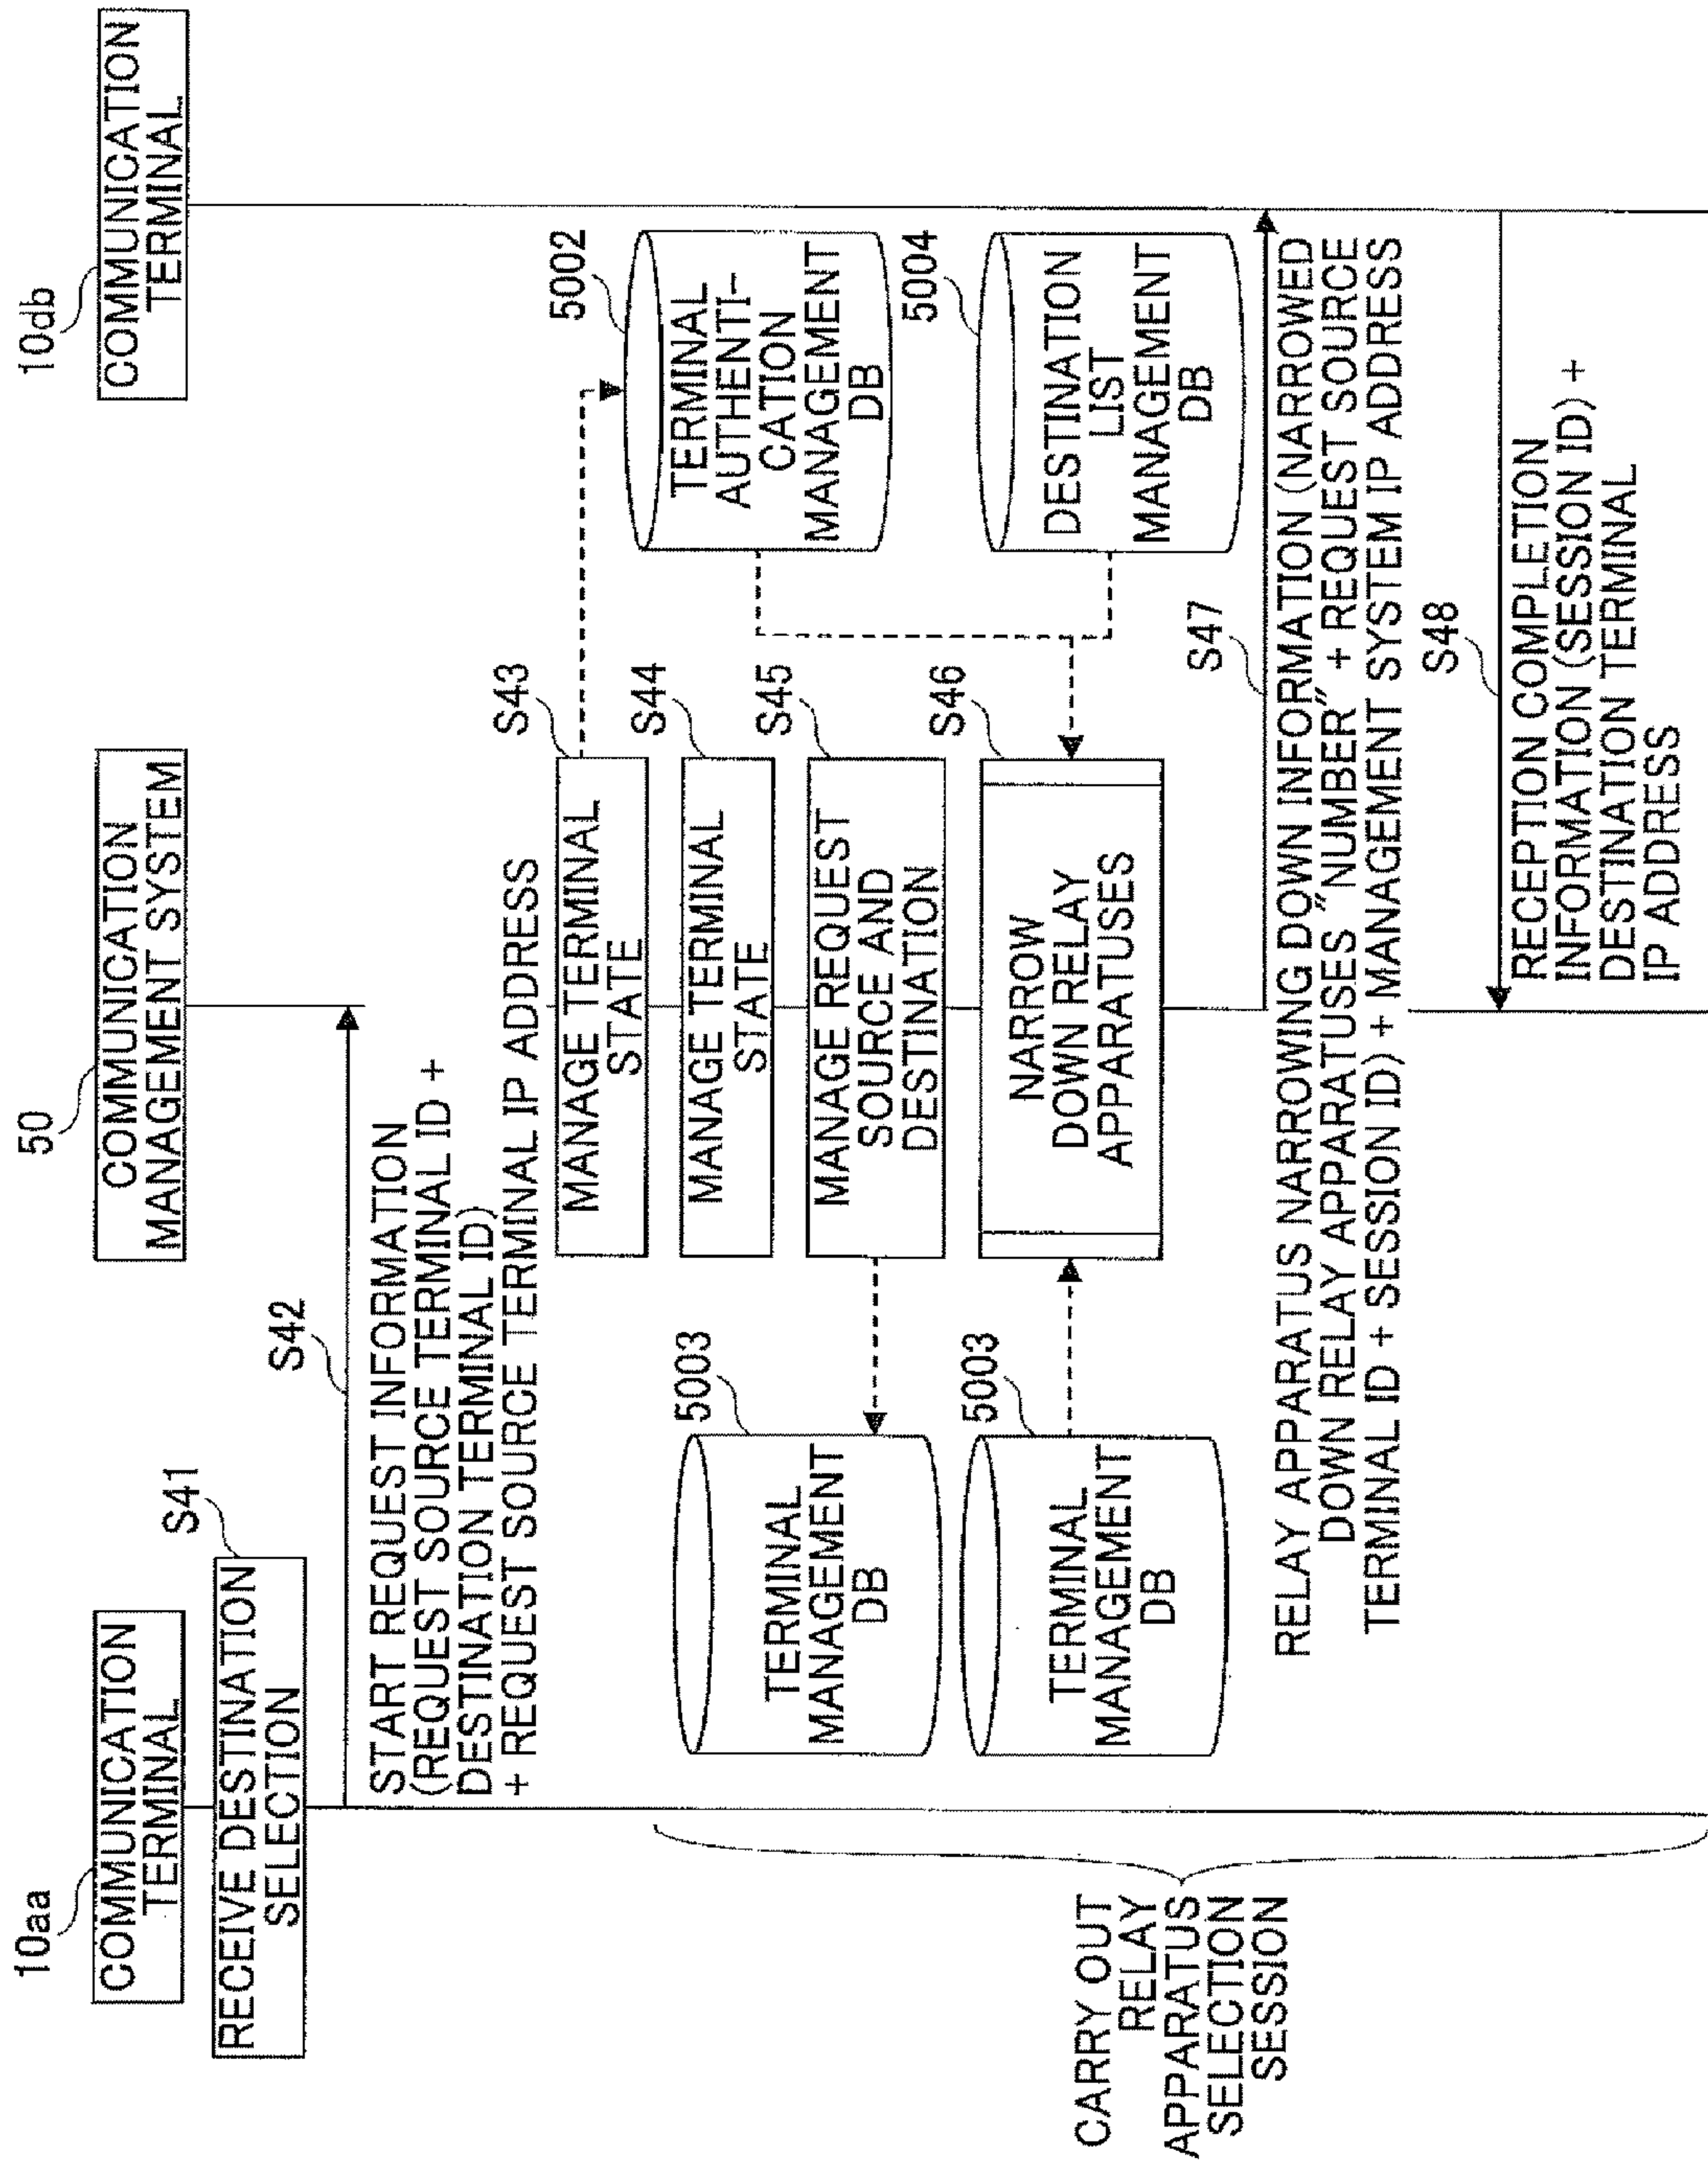 10aa
COMMUNICATION
TERMINAL
50
COMMUNICATION
MANAGEMENT SYSTEM
10db
COMMUNICATION
TERMINAL
S41
RECEIVE DESTINATION
SELECTION
S42
START REQUEST INFORMATION
(REQUEST SOURCE TERMINAL ID +
DESTINATION TERMINAL ID)
+ REQUEST SOURCE TERMINAL IP ADDRESS
S43
MANAGE TERMINAL
STATE
5002
TERMINAL
AUTHENTI-
CATION
MANAGEMENT
DB
S44
MANAGE TERMINAL
STATE
S45
MANAGE REQUEST
SOURCE AND
DESTINATION
5003
TERMINAL
MANAGEMENT
DB
S46
NARROW
DOWN RELAY
APPARATUSES
5003
TERMINAL
MANAGEMENT
DB
5004
DESTINATION
LIST
MANAGEMENT
DB
CARRY OUT
RELAY
APPARATUS
SELECTION
SESSION
S47
RELAY APPARATUS NARROWING DOWN INFORMATION (NARROWED
DOWN RELAY APPARATUSES "NUMBER" + REQUEST SOURCE
TERMINAL ID + SESSION ID) + MANAGEMENT SYSTEM IP ADDRESS
S48
RECEPTION COMPLETION
INFORMATION (SESSION ID) +
DESTINATION TERMINAL
IP ADDRESS